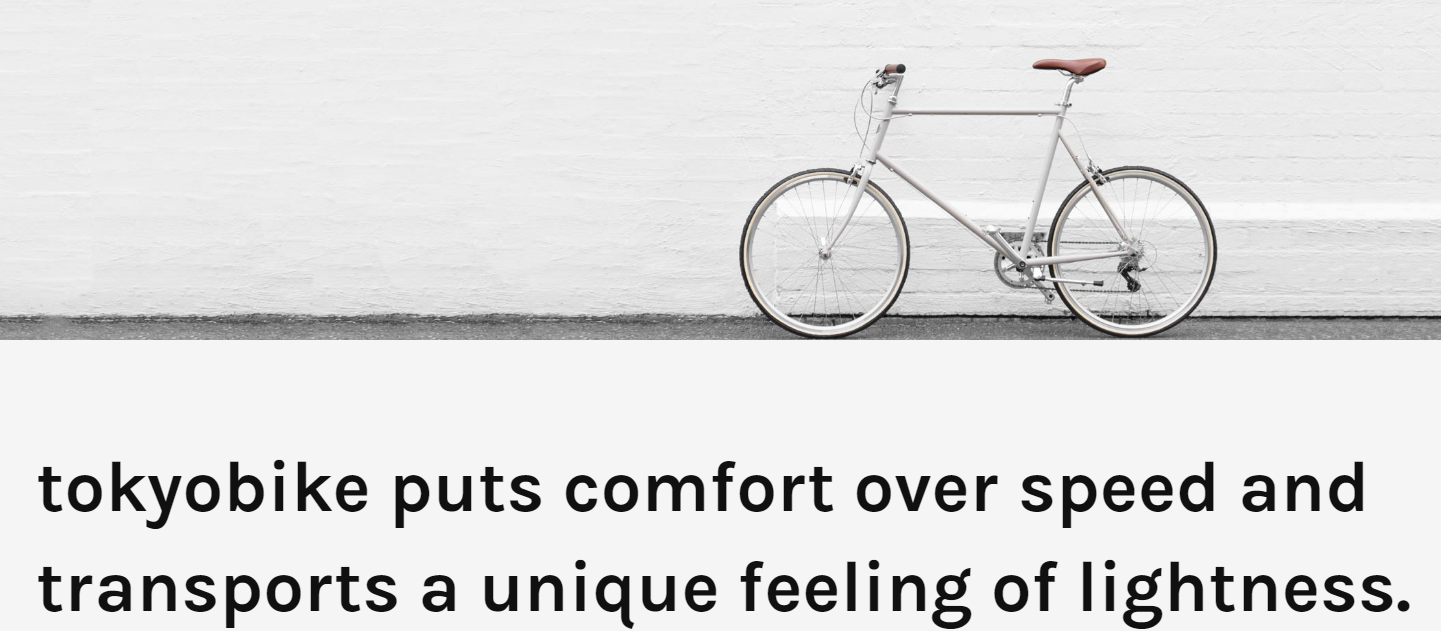 tokyobike puts comfort over speed and
transports a unique feeling of lightness.